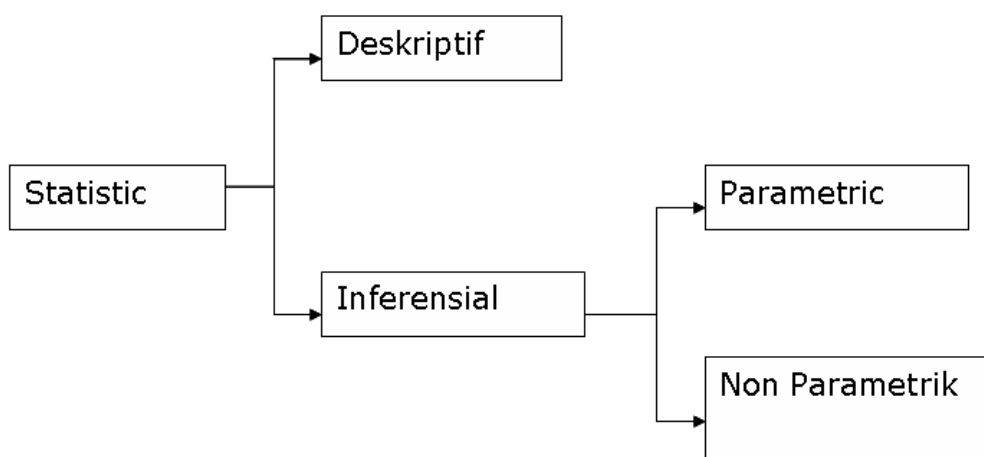 Deskriptif
Statistic
Parametric
Inferensial
Non Parametrik